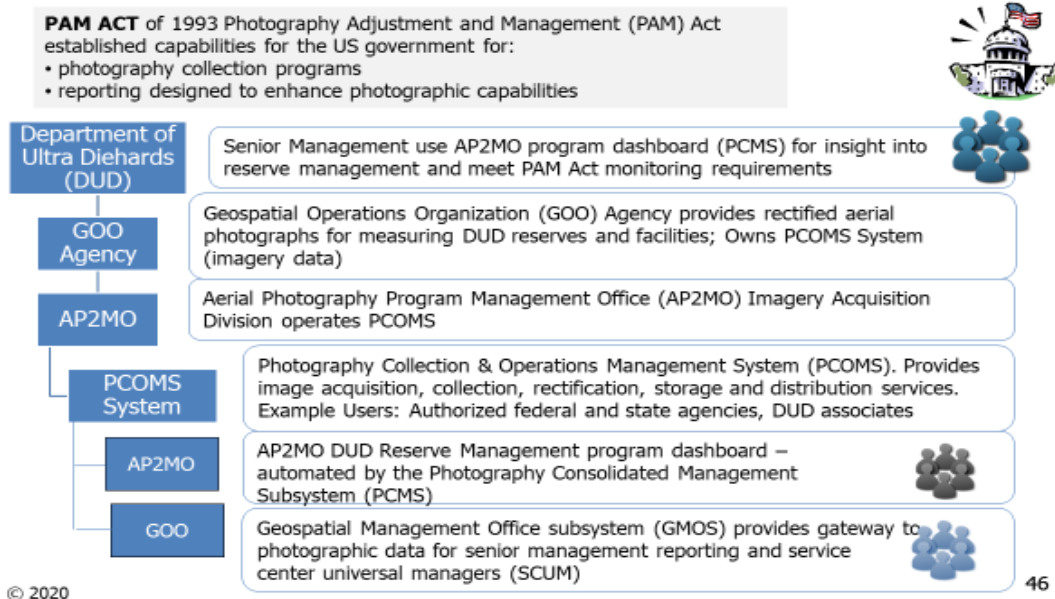 PAM ACT of 1993 Photography Adjustment and Management (PAM) Act
established capabilities for the US government for:
• photography collection programs
• reporting designed to enhance photographic capabilities
Department of
Ultra Diehards
(DUD)
Senior Management use AP2MO program dashboard (PCMS) for insight into
reserve management and meet PAM Act monitoring requirements
GOO
Agency
Geospatial Operations Organization (GOO) Agency provides rectified aerial
photographs for measuring DUD reserves and facilities; Owns PCOMS System
(imagery data)
AP2MO
Aerial Photography Program Management Office (AP2MO) Imagery Acquisition
Division operates PCOMS
PCOMS
System
Photography Collection & Operations Management System (PCOMS). Provides
image acquisition, collection, rectification, storage and distribution services.
Example Users: Authorized federal and state agencies, DUD associates
AP2MO
AP2MO DUD Reserve Management program dashboard –
automated by the Photography Consolidated Management
Subsystem (PCMS)
GOO
Geospatial Management Office subsystem (GMOS) provides gateway to
photographic data for senior management reporting and service
center universal managers (SCUM)
© 2020
46